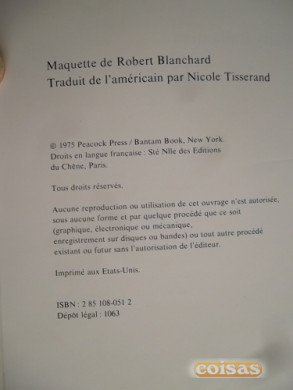 Maquette de Robert Blanchard
Traduit de l'américain par Nicole Tisserand
© 1975 Peacock Press / Bantam Book, New York.
Droits en langue française : Sté Nlle des Editions
du Chêne, Paris.
Tous droits réservés.
Aucune reproduction ou utilisation de cet ouvrage n'est autorisée,
sous aucune forme et par quelque procédé que ce soit
(graphique, électronique ou mécanique,
enregistrement sur disques ou bandes) ou tout autre procédé
existant ou futur sans l'autorisation de l'éditeur.
Imprimé aux Etats-Unis.
ISBN : 2 85 108-051 2
Dépôt légal : 1063
coisas